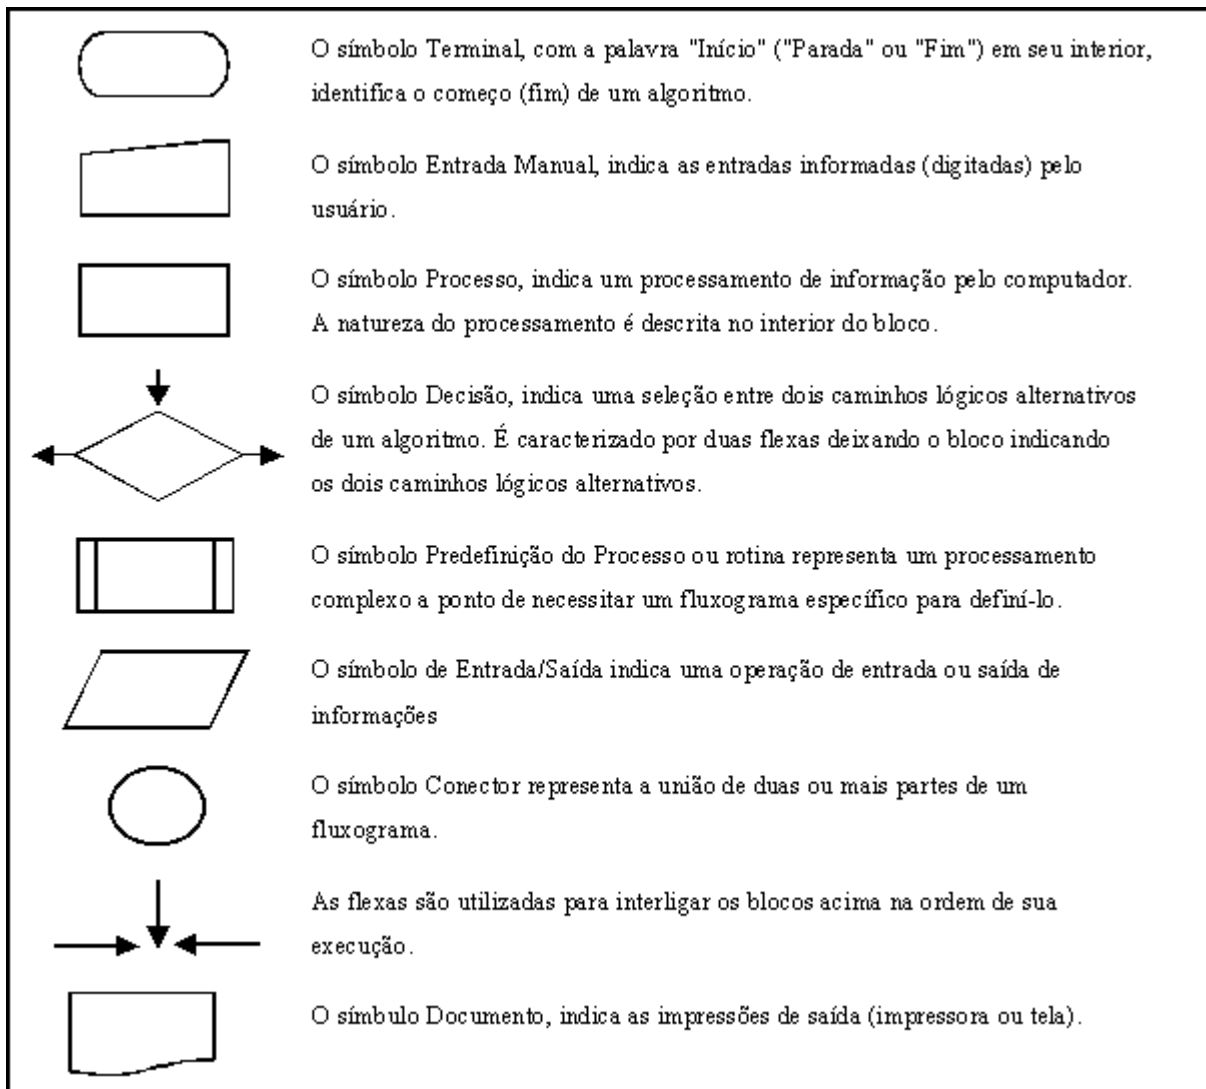 O símbolo Terminal, com a palavra "Início" ("Parada" ou "Fim") em seu interior,
identifica o começo (fim) de um algoritmo.
O símbolo Entrada Manual, indica as entradas informadas (digitadas) pelo
usuário.
O símbolo Processo, indica um processamento de informação pelo computador.
A natureza do processamento é descrita no interior do bloco.
O símbolo Decisão, indica uma seleção entre dois caminhos lógicos alternativos
de um algoritmo. É caracterizado por duas flexas deixando o bloco indicando
os dois caminhos lógicos alternativos.
O símbolo Predefinição do Processo ou rotina representa um processamento
complexo a ponto de necessitar um fluxograma específico para definí-lo.
O símbolo de Entrada/Saída indica uma operação de entrada ou saída de
informações
O símbolo Conector representa a união de duas ou mais partes de um
fluxograma.
As flexas são utilizadas para interligar os blocos acima na ordem de sua
execução.
O símbulo Documento, indica as impressões de saída (impressora ou tela).